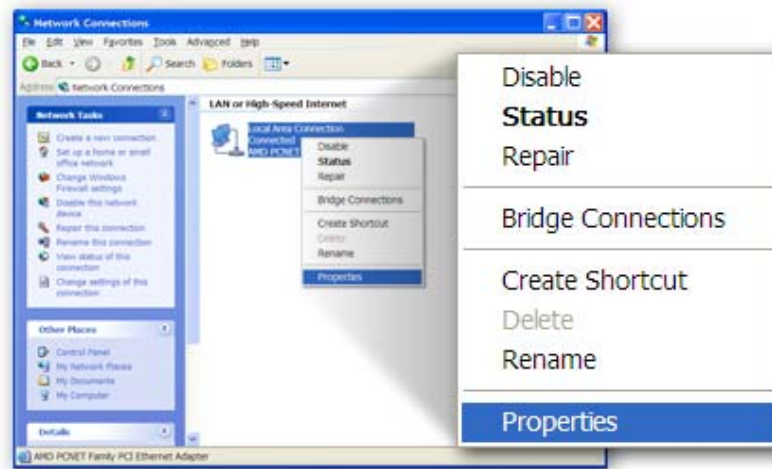 Network Connections
File Edit View Favorites Tools Advanced Help
Back Search Folders
Address Network Connections
Network Tasks
Create a new connection
Set up a home or small
office network
Change Windows
Firewall settings
Disable this network
device
Repair this connection
Rename this connection
View status of this
connection
Change settings of this
connection
Other Places
Control Panel
My Network Places
My Documents
My Computer
Details
LAN or High-Speed Internet
Local Area Connection
Connected
AMD PCNET
Disable
Status
Repair
Bridge Connections
Create Shortcut
Delete
Rename
Properties
AMD PCNET Family PCI Ethernet Adapter
Disable
Status
Repair
Bridge Connections
Create Shortcut
Delete
Rename
Properties